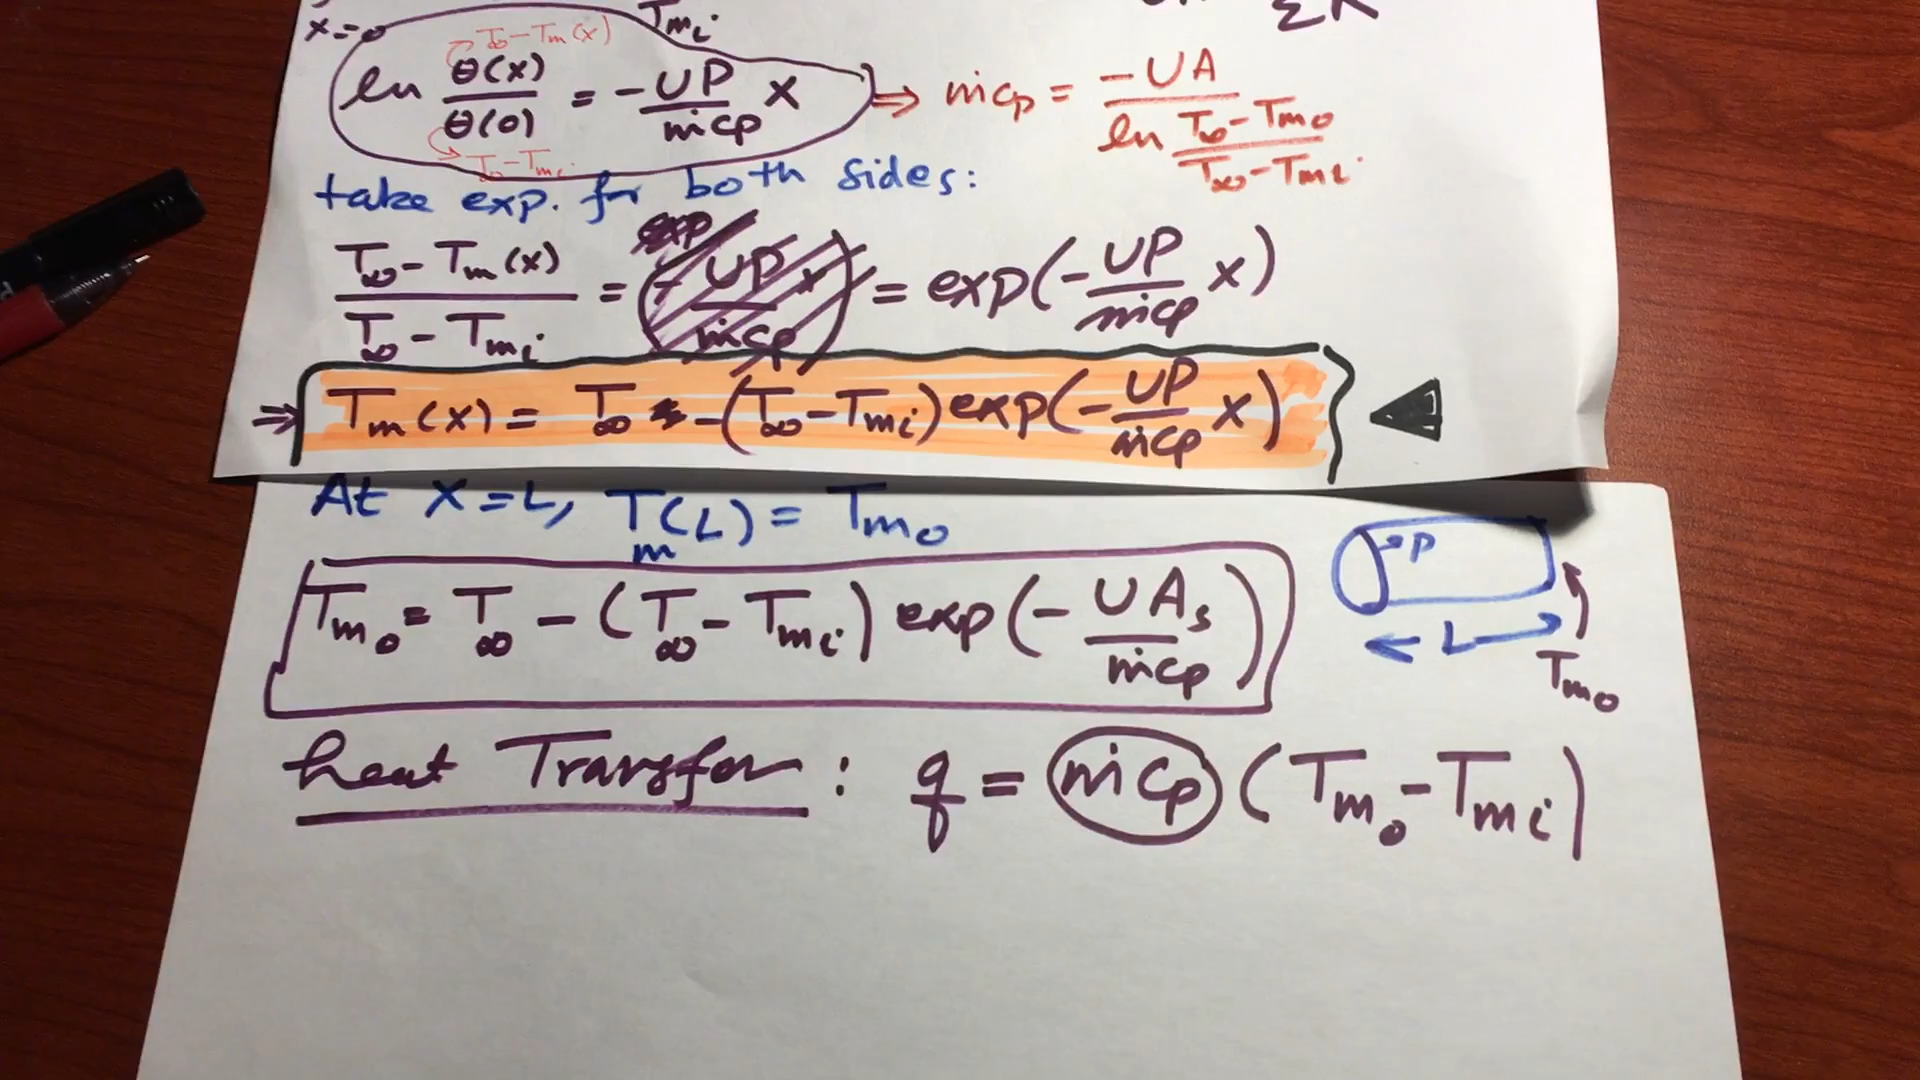 x=0 Tmi
T∞-Tm(x)
ln θ(x)/θ(0) = -UP/ṁcp x ⇒ ṁcp = -UA / ln (T∞-Tmo)/(T∞-Tmi)
T∞-Tmi
take exp. for both sides:
(T∞-Tm(x))/(T∞-Tmi) = = exp(-UP/ṁcp x)
⇒ Tm(x) = T∞ -(T∞-Tmi) exp(-UP/ṁcp x)
At x=L, Tm(L) = Tmo
P
L
Tmo
Tmo = T∞ - (T∞-Tmi) exp(-UAs/ṁcp)
heat Transfer : q = ṁcp (Tmo-Tmi)